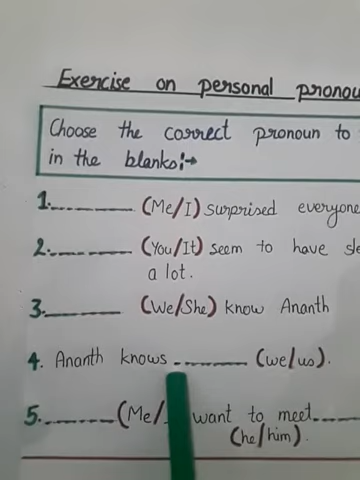 Exercise on personal pronou
Choose the correct pronoun to
in the blanks:→
1.________ (Me/I) surprised everyone
2.________ (You/It) seem to have sle
a lot.
3.________ (We/She) know Ananth
4. Ananth knows ________ (we/us).
5.________ (Me/ want to meet ____
(he/him).